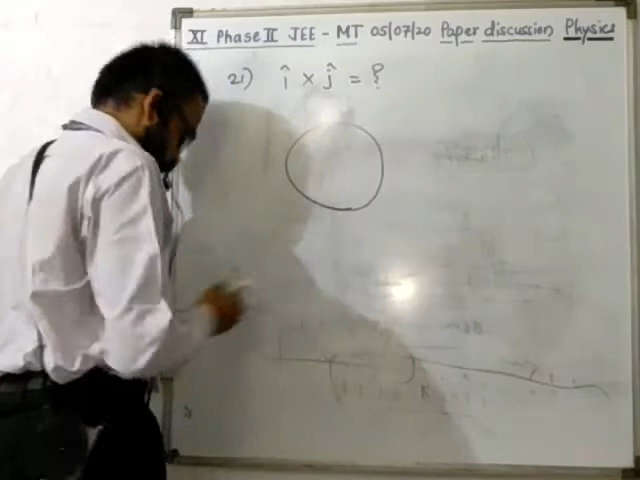 XI Phase II JEE - MT 05/07/20 Paper discussion Physics
21) î × ĵ = ?